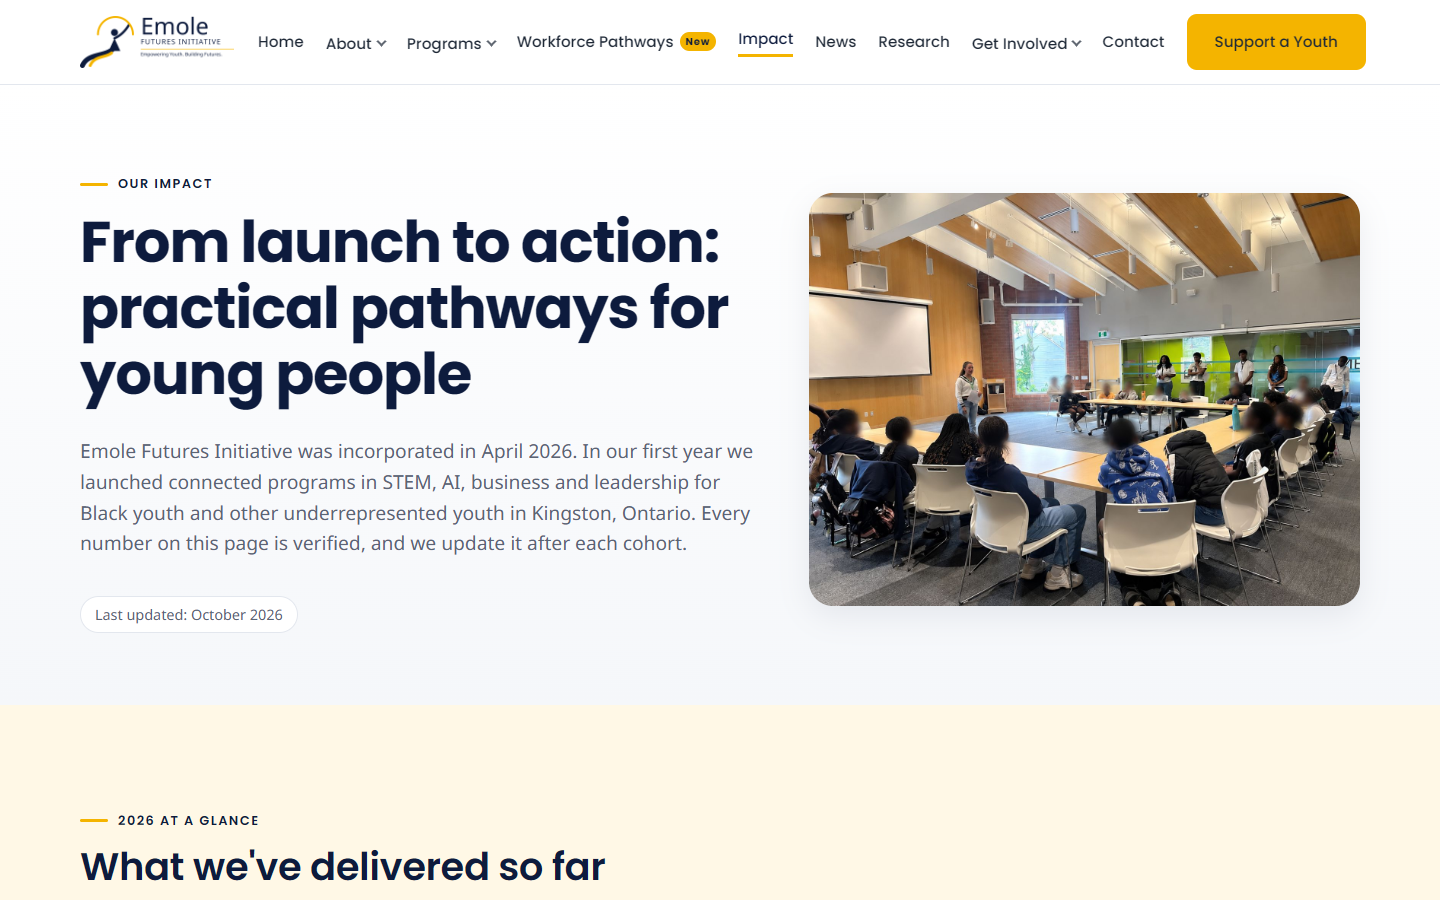 Emole
FUTURES INITIATIVE
Empowering Youth. Building Futures.
Home
About
Programs
Workforce Pathways New
Impact
News
Research
Get Involved
Contact
Support a Youth
OUR IMPACT
From launch to action:
practical pathways for
young people
Emole Futures Initiative was incorporated in April 2026. In our first year we
launched connected programs in STEM, AI, business and leadership for
Black youth and other underrepresented youth in Kingston, Ontario. Every
number on this page is verified, and we update it after each cohort.
Last updated: October 2026
2026 AT A GLANCE
What we've delivered so far